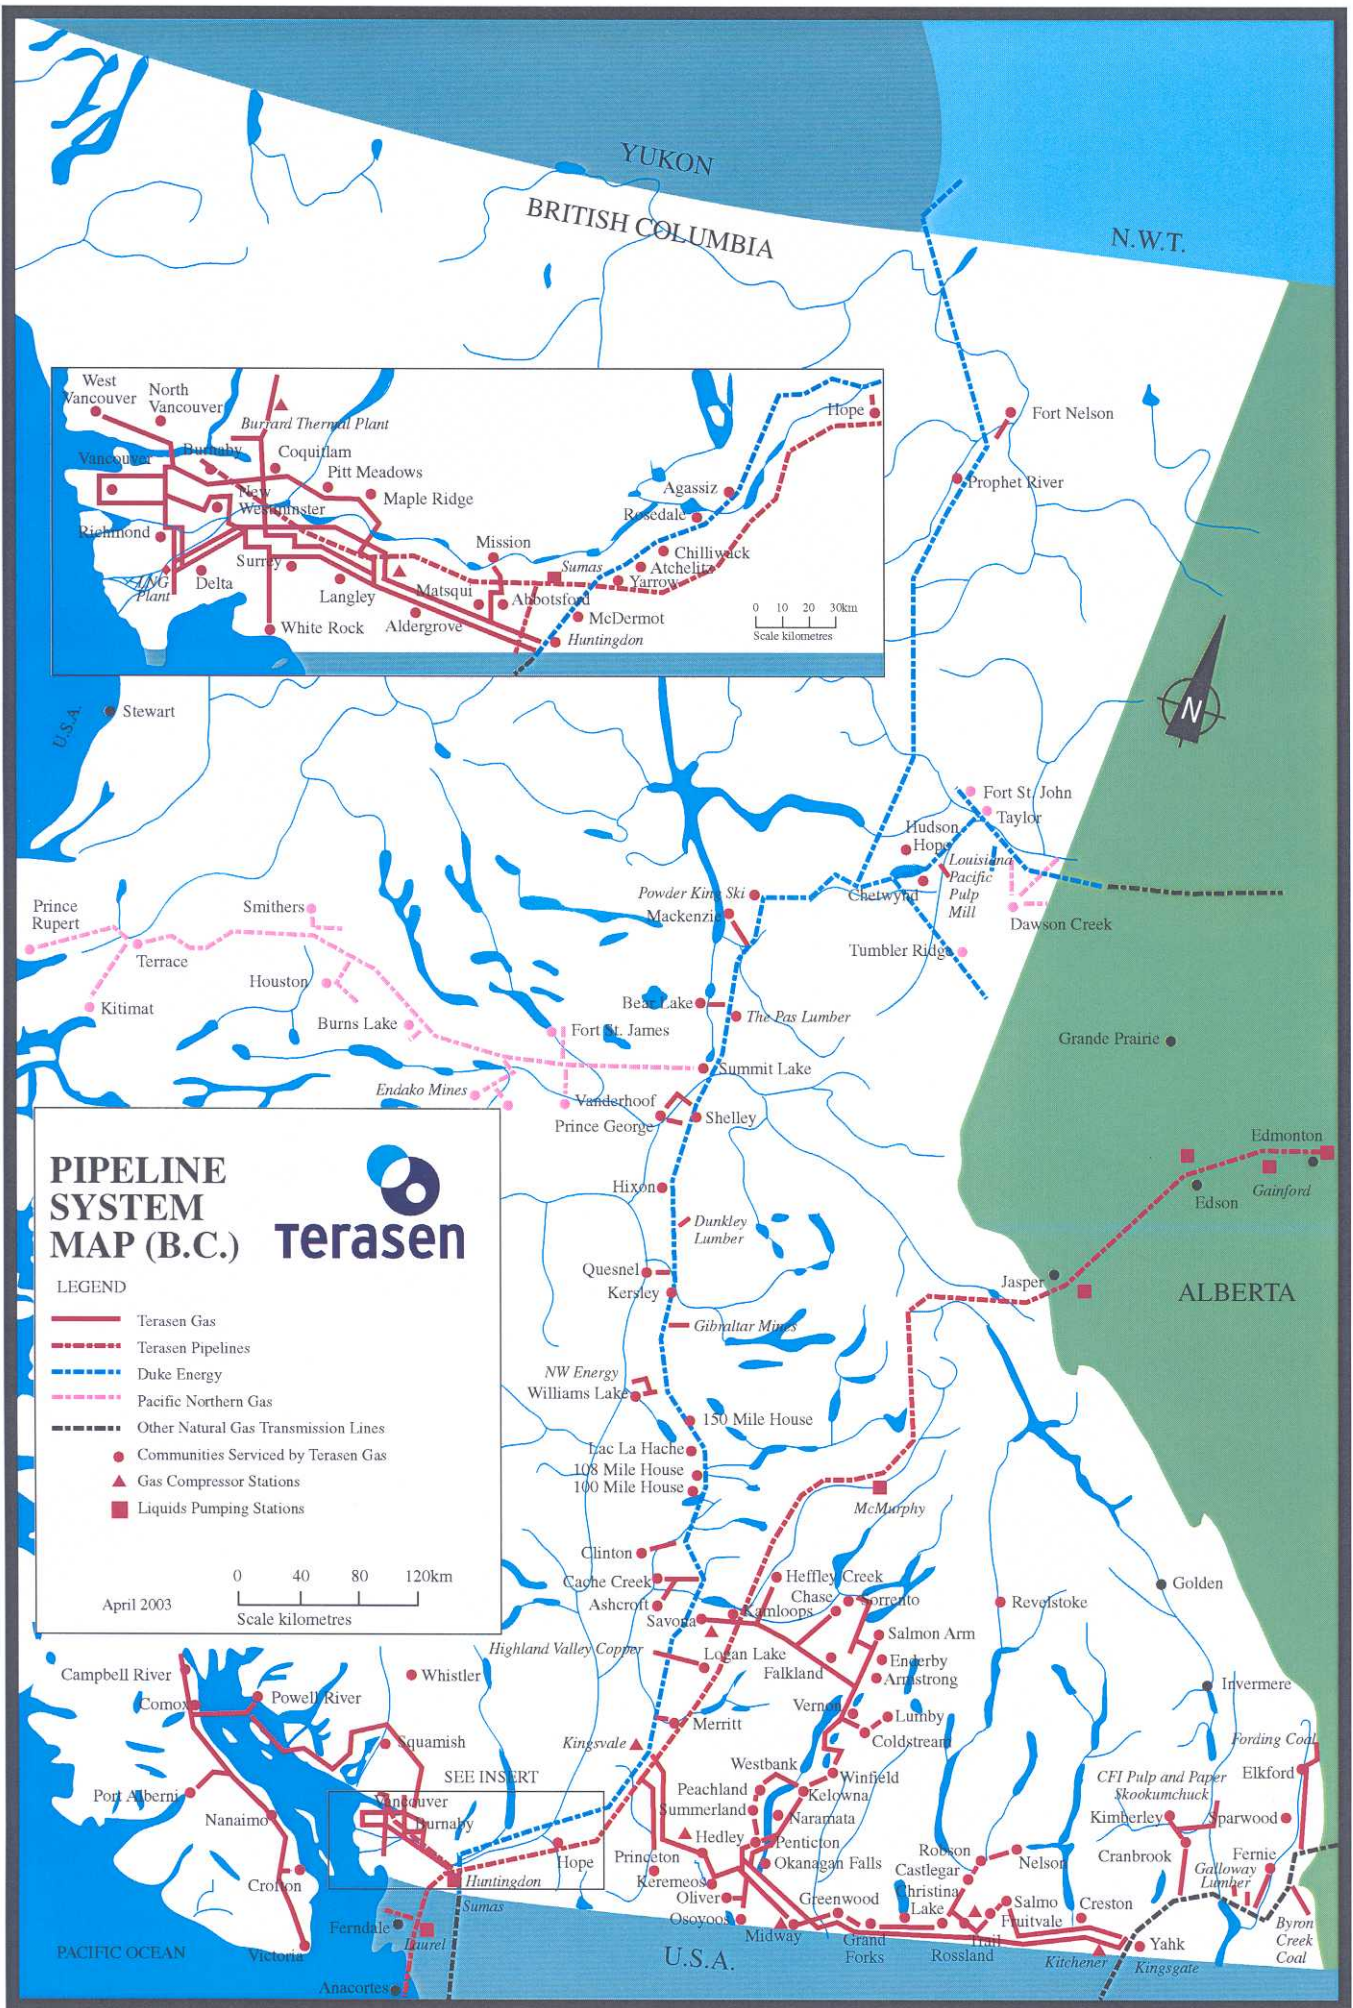 YUKON
BRITISH COLUMBIA
N.W.T.
West
Vancouver
North
Vancouver
Burrard Thermal Plant
Hope
Vancouver
Burnaby
Coquitlam
Pitt Meadows
Maple Ridge
New
Westminster
Agassiz
Rosedale
Richmond
Mission
Chilliwack
Sumas
Atchelitz
Surrey
LNG
Plant
Delta
Langley
Matsqui
Abbotsford
Yarrow
White Rock
Aldergrove
McDermot
Huntingdon
0 10 20 30km
Scale kilometres
Fort Nelson
Prophet River
U.S.A.
Stewart
N
Fort St. John
Taylor
Hudson
Hope
Louisiana
Pacific
Pulp
Mill
Chetwynd
Dawson Creek
Tumbler Ridge
Powder King Ski
Mackenzie
Prince
Rupert
Smithers
Terrace
Houston
Kitimat
Burns Lake
Bear Lake
The Pas Lumber
Fort St. James
Grande Prairie
Summit Lake
Endako Mines
Vanderhoof
Prince George
Shelley
Edmonton
Gainford
Edson
Hixon
Dunkley
Lumber
Quesnel
Kersley
Jasper
ALBERTA
Gibraltar Mines
NW Energy
Williams Lake
150 Mile House
Lac La Hache
108 Mile House
100 Mile House
McMurphy
PIPELINE
SYSTEM
MAP (B.C.)
Terasen
LEGEND
Terasen Gas
Terasen Pipelines
Duke Energy
Pacific Northern Gas
Other Natural Gas Transmission Lines
Communities Serviced by Terasen Gas
Gas Compressor Stations
Liquids Pumping Stations
0 40 80 120km
April 2003
Scale kilometres
Clinton
Cache Creek
Ashcroft
Savona
Heffley Creek
Chase
Kamloops
Sorrento
Revelstoke
Golden
Highland Valley Copper
Logan Lake
Falkland
Salmon Arm
Enderby
Armstrong
Campbell River
Comox
Powell River
Whistler
Invermere
Vernon
Lumby
Merritt
Coldstream
Squamish
Kingsvale
Fording Coal
Elkford
SEE INSERT
Westbank
Winfield
Peachland
Kelowna
CFI Pulp and Paper
Skookumchuck
Port Alberni
Vancouver
Burnaby
Summerland
Naramata
Kimberley
Sparwood
Nanaimo
Hedley
Penticton
Princeton
Okanagan Falls
Robson
Nelson
Cranbrook
Fernie
Hope
Keremeos
Castlegar
Galloway
Lumber
Crofton
Huntingdon
Oliver
Greenwood
Christina
Lake
Salmo
Creston
Sumas
Ferndale
Osoyoos
Fruitvale
Byron
Creek
Coal
Laurel
Midway
Grand
Forks
Trail
Rossland
Yahk
PACIFIC OCEAN
Victoria
U.S.A.
Kitchener
Kingsgate
Anacortes